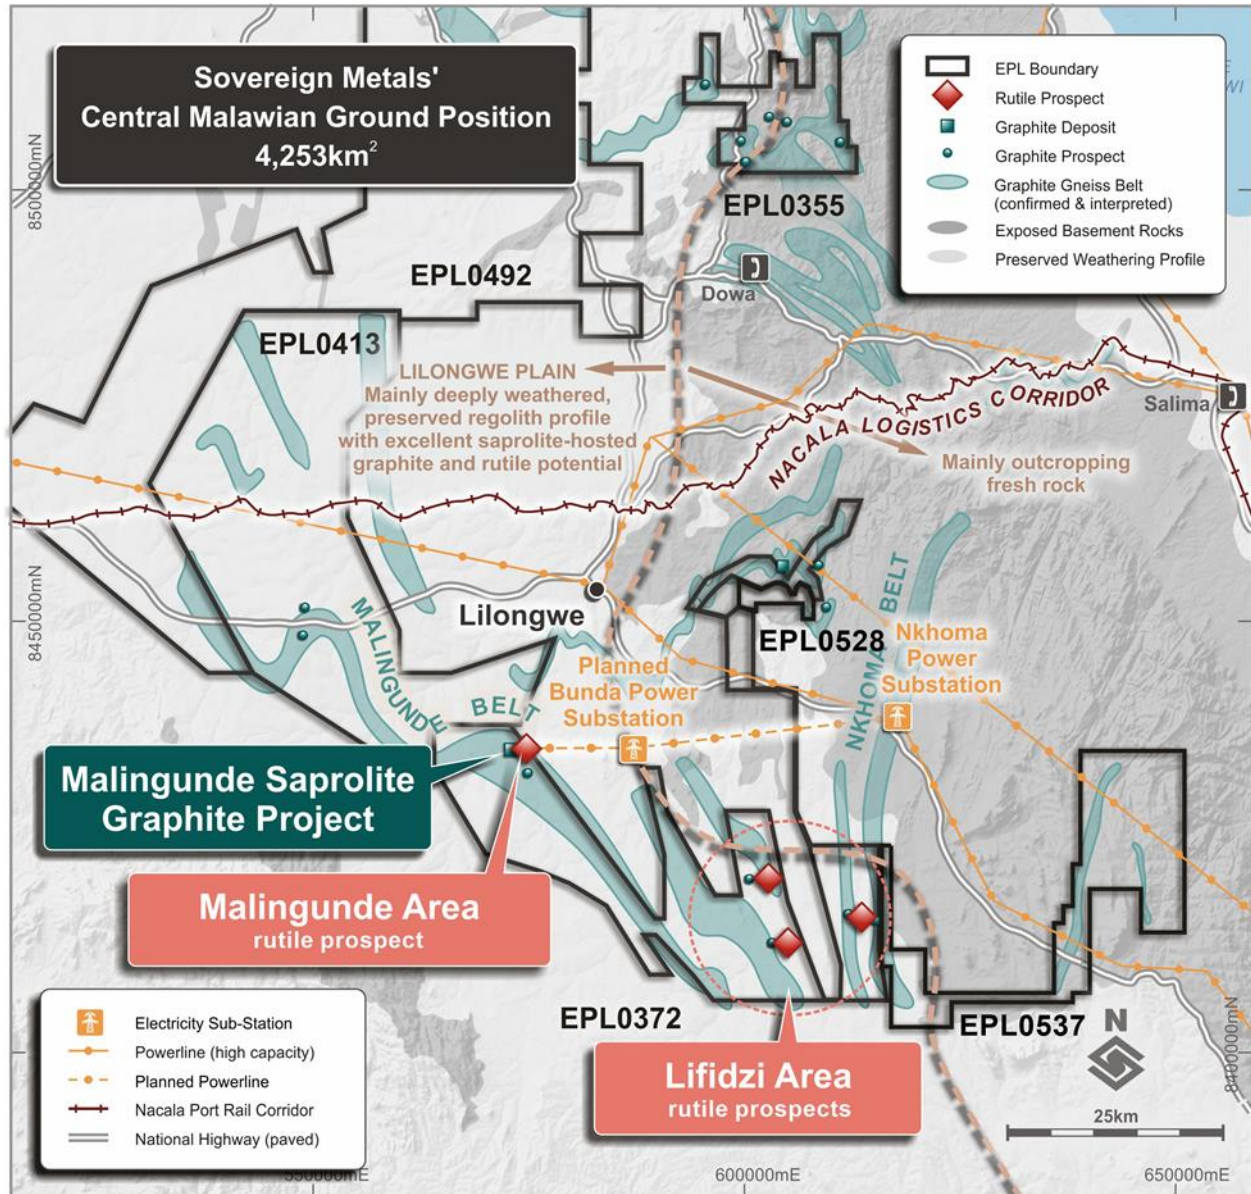 Sovereign Metals'
Central Malawian Ground Position
4,253km²
EPL Boundary
Rutile Prospect
Graphite Deposit
Graphite Prospect
Graphite Gneiss Belt
(confirmed & interpreted)
Exposed Basement Rocks
Preserved Weathering Profile
8500000mN
EPL0355
EPL0492
Dowa
EPL0413
LILONGWE PLAIN
Mainly deeply weathered,
preserved regolith profile
with excellent saprolite-hosted
graphite and rutile potential
NACALA LOGISTICS CORRIDOR
Salima
Mainly outcropping
fresh rock
8450000mN
Lilongwe
MALINGUNDE BELT
EPL0528
NKHOMA BELT
Nkhoma
Power
Substation
Planned
Bunda Power
Substation
Malingunde Saprolite
Graphite Project
Malingunde Area
rutile prospect
EPL0372
EPL0537
Lifidzi Area
rutile prospects
N
25km
8400000mN
Electricity Sub-Station
Powerline (high capacity)
Planned Powerline
Nacala Port Rail Corridor
National Highway (paved)
550000mE
600000mE
650000mE